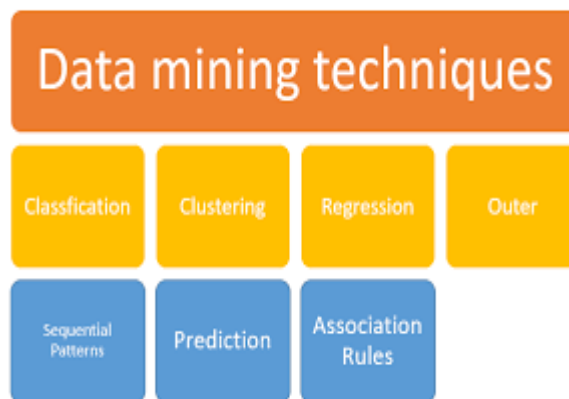 Data mining techniques
Classfication
Clustering
Regression
Outer
Sequential
Patterns
Prediction
Association
Rules